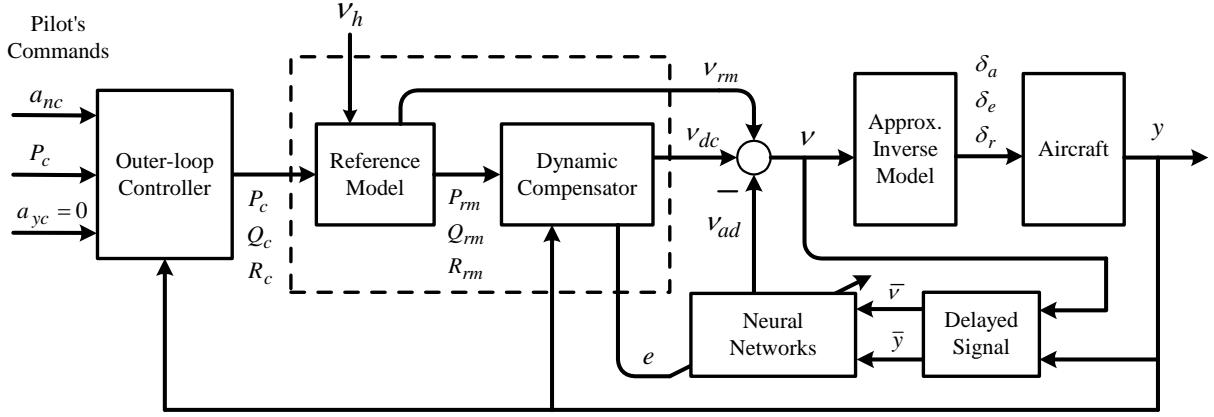 Pilot's
Commands
a_nc
P_c
a_yc = 0
Outer-loop
Controller
P_c
Q_c
R_c
ν_h
Reference
Model
P_rm
Q_rm
R_rm
Dynamic
Compensator
ν_rm
ν_dc
−
ν_ad
ν
Approx.
Inverse
Model
δ_a
δ_e
δ_r
Aircraft
y
e
Neural
Networks
ν̅
y̅
Delayed
Signal